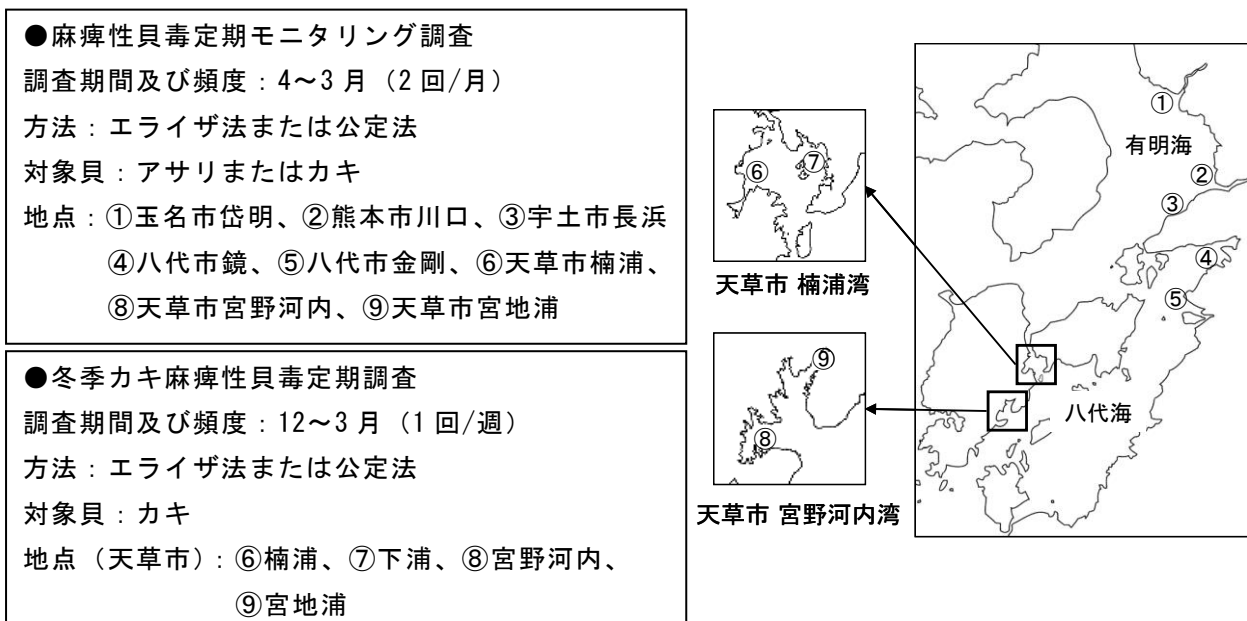 ●麻痺性貝毒定期モニタリング調査
調査期間及び頻度：4～3月（2回/月）
方法：エライザ法または公定法
対象貝：アサリまたはカキ
地点：①玉名市岱明、②熊本市川口、③宇土市長浜
④八代市鏡、⑤八代市金剛、⑥天草市楠浦、
⑧天草市宮野河内、⑨天草市宮地浦
●冬季カキ麻痺性貝毒定期調査
調査期間及び頻度：12～3月（1回/週）
方法：エライザ法または公定法
対象貝：カキ
地点（天草市）：⑥楠浦、⑦下浦、⑧宮野河内、
⑨宮地浦
⑥
⑦
天草市 楠浦湾
⑨
⑧
天草市 宮野河内湾
①
有明海
②
③
④
⑤
八代海